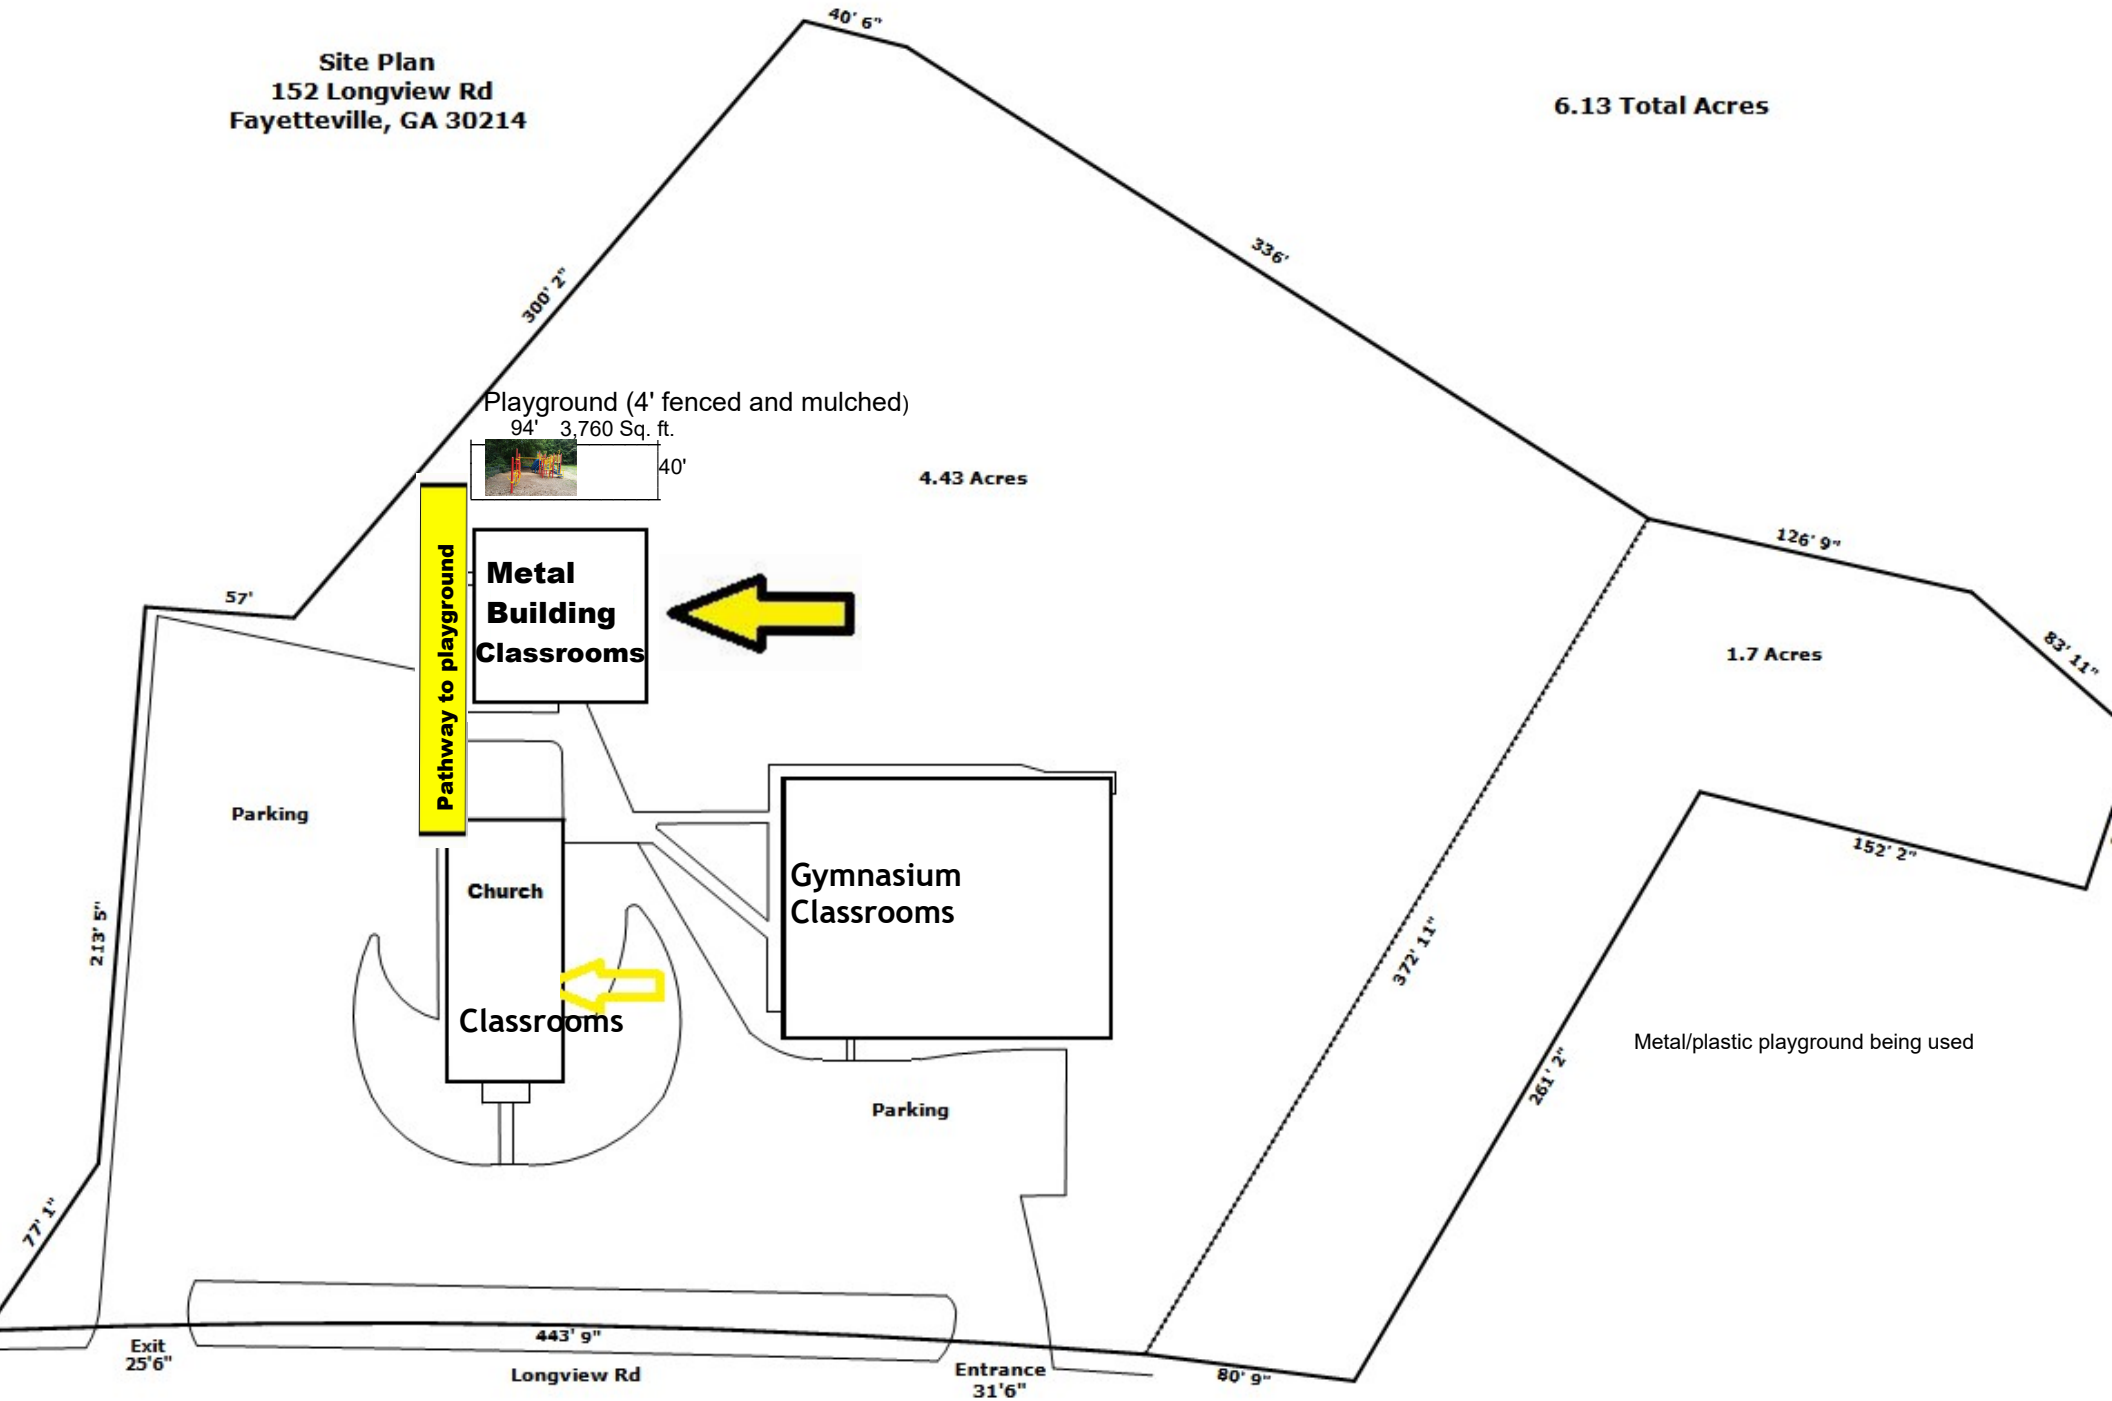 40' 6"
Site Plan
152 Longview Rd
Fayetteville, GA 30214
6.13 Total Acres
336'
300' 2"
Playground (4' fenced and mulched)
94' 3,760 Sq. ft.
40'
4.43 Acres
126' 9"
57'
Pathway to playground
Metal
Building
Classrooms
1.7 Acres
83' 11"
Parking
152' 2"
Church
Gymnasium
Classrooms
213' 5"
372' 11"
Classrooms
Metal/plastic playground being used
261' 2"
Parking
77' 1"
443' 9"
Exit
25'6"
Longview Rd
Entrance
31'6"
80' 9"